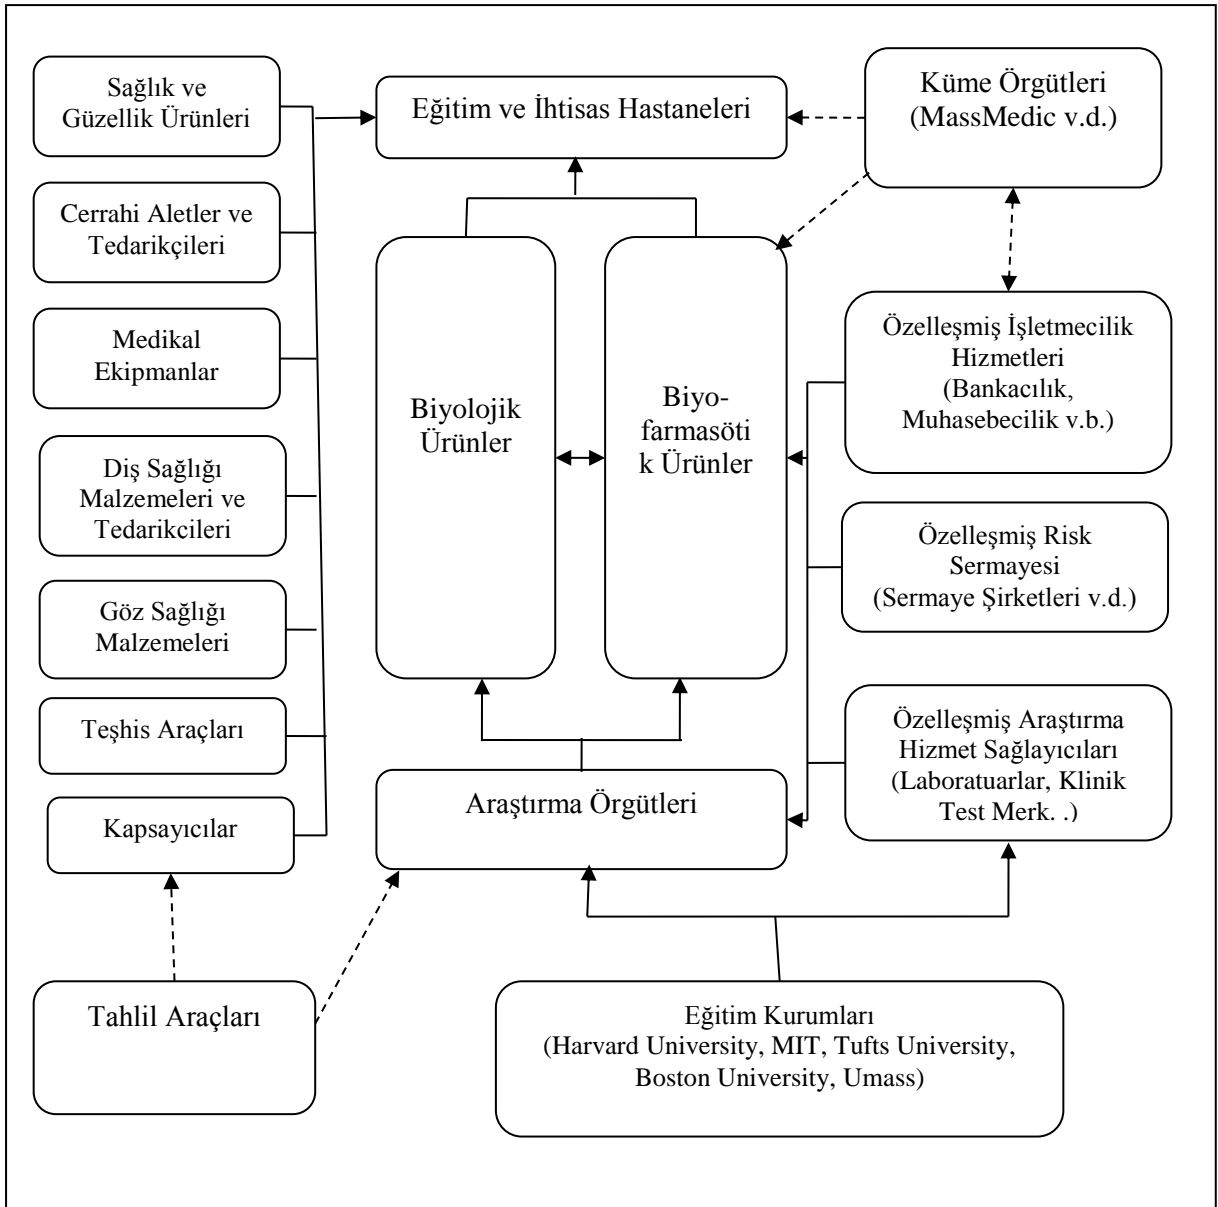 Sağlık ve
Güzellik Ürünleri
Eğitim ve İhtisas Hastaneleri
Küme Örgütleri
(MassMedic v.d.)
Cerrahi Aletler ve
Tedarikçileri
Medikal
Ekipmanlar
Biyolojik
Ürünler
Biyo-
farmasöti
k Ürünler
Özelleşmiş İşletmecilik
Hizmetleri
(Bankacılık,
Muhasebecilik v.b.)
Diş Sağlığı
Malzemeleri ve
Tedarikcileri
Özelleşmiş Risk
Sermayesi
(Sermaye Şirketleri v.d.)
Göz Sağlığı
Malzemeleri
Teşhis Araçları
Özelleşmiş Araştırma
Hizmet Sağlayıcıları
(Laboratuarlar, Klinik
Test Merk. .)
Kapsayıcılar
Araştırma Örgütleri
Tahlil Araçları
Eğitim Kurumları
(Harvard University, MIT, Tufts University,
Boston University, Umass)